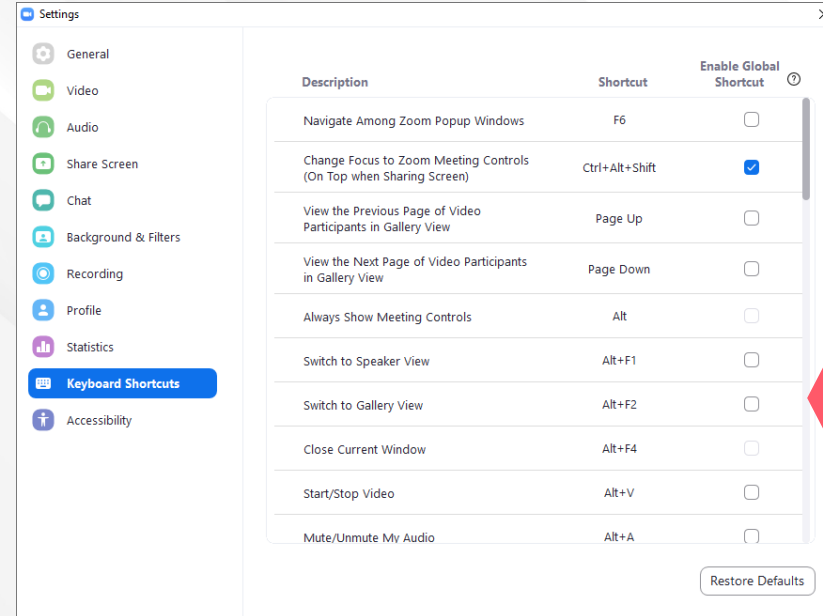 Settings
General
Video
Audio
Share Screen
Chat
Background & Filters
Recording
Profile
Statistics
Keyboard Shortcuts
Accessibility
Description Shortcut Enable Global
Shortcut ?
Navigate Among Zoom Popup Windows F6
Change Focus to Zoom Meeting Controls
(On Top when Sharing Screen) Ctrl+Alt+Shift
View the Previous Page of Video
Participants in Gallery View Page Up
View the Next Page of Video Participants
in Gallery View Page Down
Always Show Meeting Controls Alt
Switch to Speaker View Alt+F1
Switch to Gallery View Alt+F2
Close Current Window Alt+F4
Start/Stop Video Alt+V
Mute/Unmute My Audio Alt+A
Restore Defaults